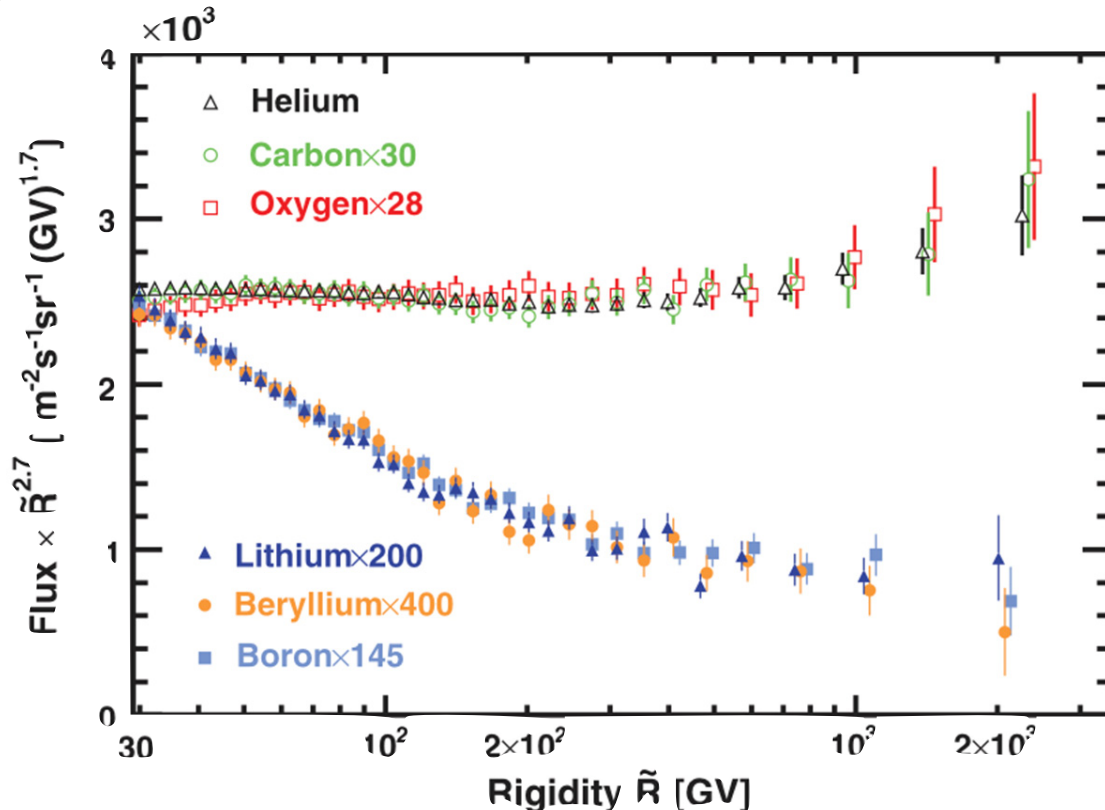 ×10³
4
3
2
1
0
Helium
Carbon×30
Oxygen×28
Lithium×200
Beryllium×400
Boron×145
Flux × R̃²·⁷ [ m⁻²s⁻¹sr⁻¹ (GV)¹·⁷]
30
10²
2×10²
10³
2×10³
Rigidity R̃ [GV]